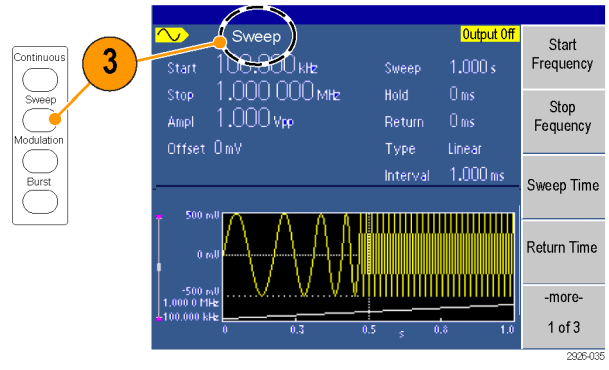 Continuous
Sweep
Modulation
Burst
3
Sweep
Output Off
Start 100.000 kHz Sweep 1.000 s
Stop 1.000 000 MHz Hold 0 ms
Ampl 1.000 Vpp Return 0 ms
Offset 0 mV Type Linear
Interval 1.000 ms
500 mV
0 mV
-500 mV
1.000 0 MHz
100.000 kHz
0 0.3 0.5 s 0.8 1.0
Start
Frequency
Stop
Fequency
Sweep Time
Return Time
-more-
1 of 3
2926-035